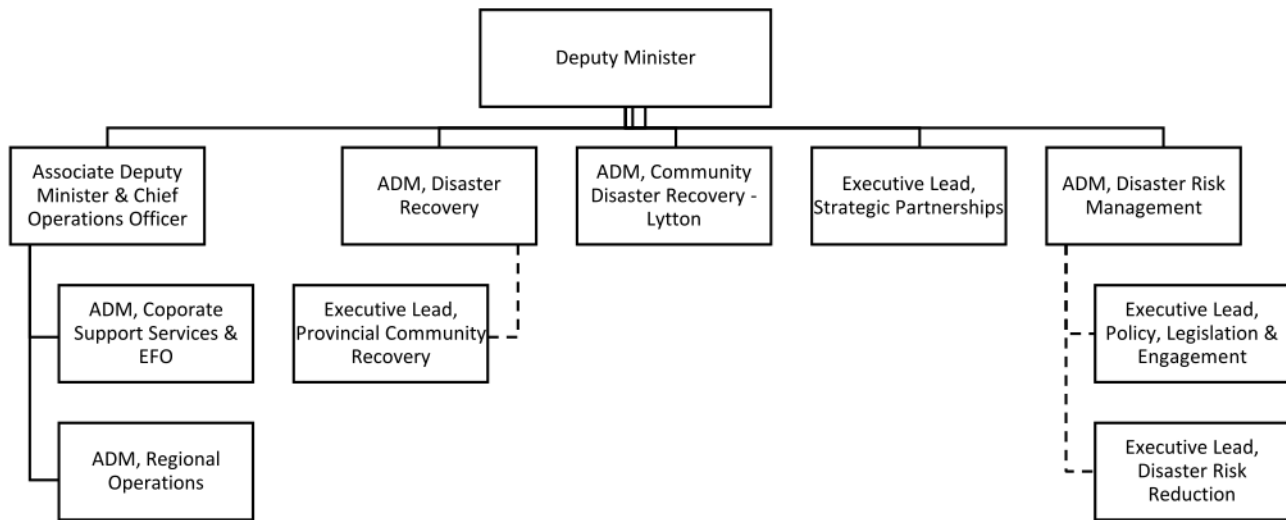 Deputy Minister
Associate Deputy
Minister & Chief
Operations Officer
ADM, Disaster
Recovery
ADM, Community
Disaster Recovery -
Lytton
Executive Lead,
Strategic Partnerships
ADM, Disaster Risk
Management
ADM, Coporate
Support Services &
EFO
Executive Lead,
Provincial Community
Recovery
Executive Lead,
Policy, Legislation &
Engagement
ADM, Regional
Operations
Executive Lead,
Disaster Risk
Reduction